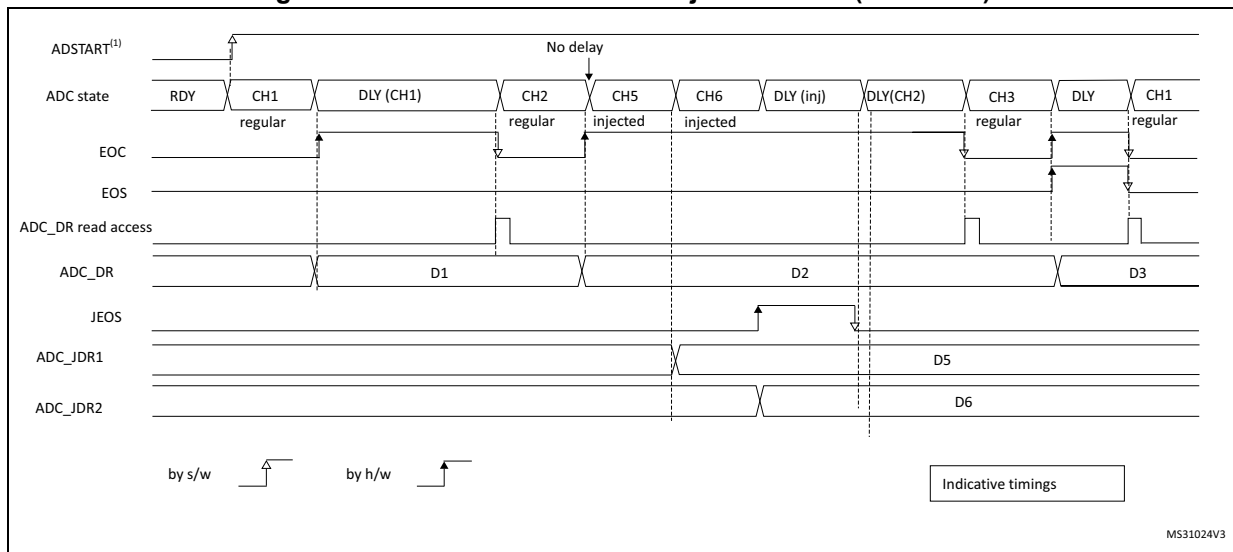 ADSTART(1)
No delay
ADC state RDY CH1 DLY (CH1) CH2 CH5 CH6 DLY (inj) DLY(CH2) CH3 DLY CH1
regular regular injected injected regular regular
EOC
EOS
ADC_DR read access
ADC_DR D1 D2 D3
JEOS
ADC_JDR1 D5
ADC_JDR2 D6
by s/w by h/w Indicative timings
MS31024V3